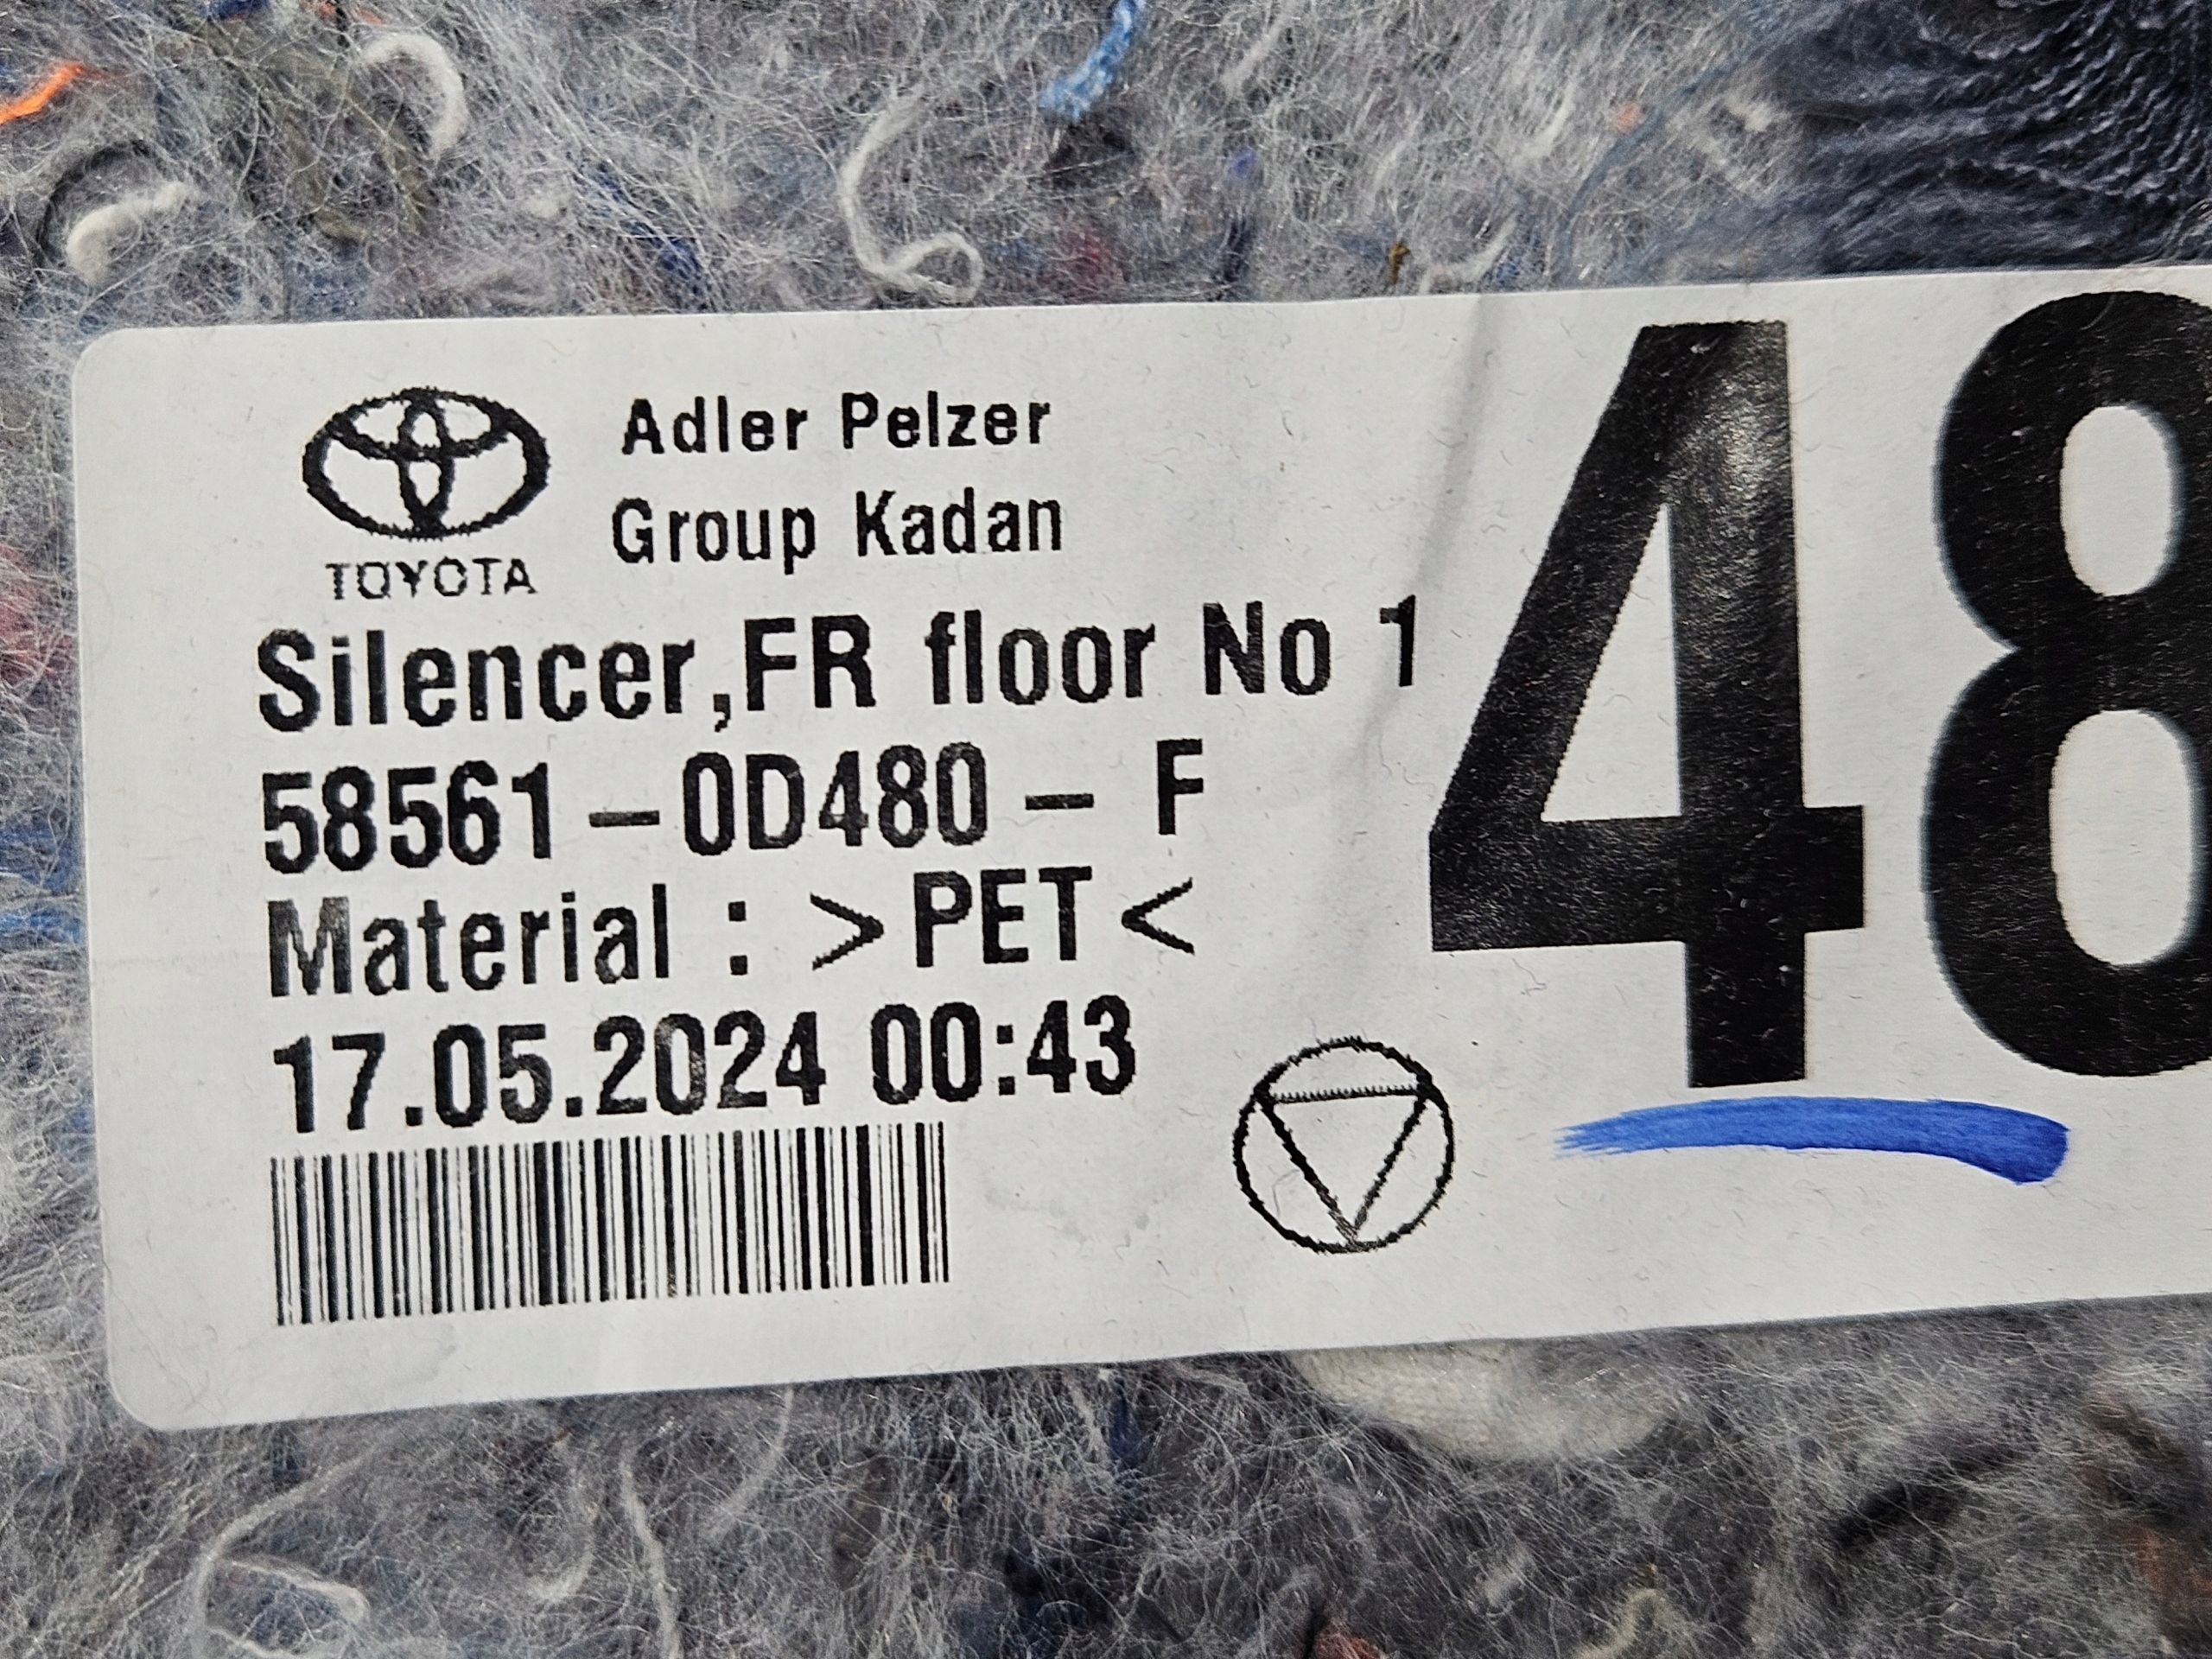 TOYOTA
Adler Pelzer
Group Kadan
Silencer,FR floor No 1
58561-0D480 - F
Material : >PET<
17.05.2024 00:43
48